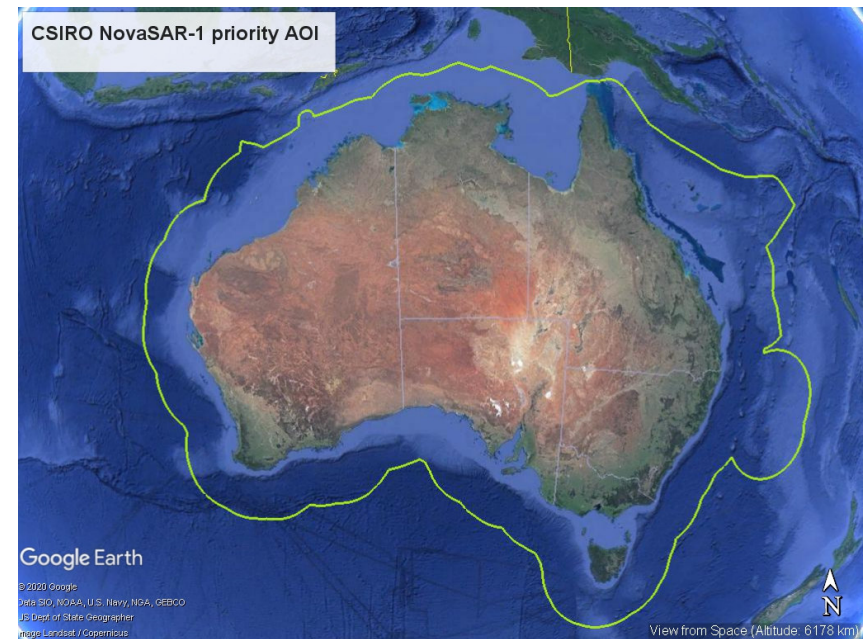 CSIRO NovaSAR-1 priority AOI
Google Earth
© 2020 Google
Data SIO, NOAA, U.S. Navy, NGA, GEBCO
US Dept of State Geographer
Image Landsat / Copernicus
N
View from Space (Altitude: 6178 km)